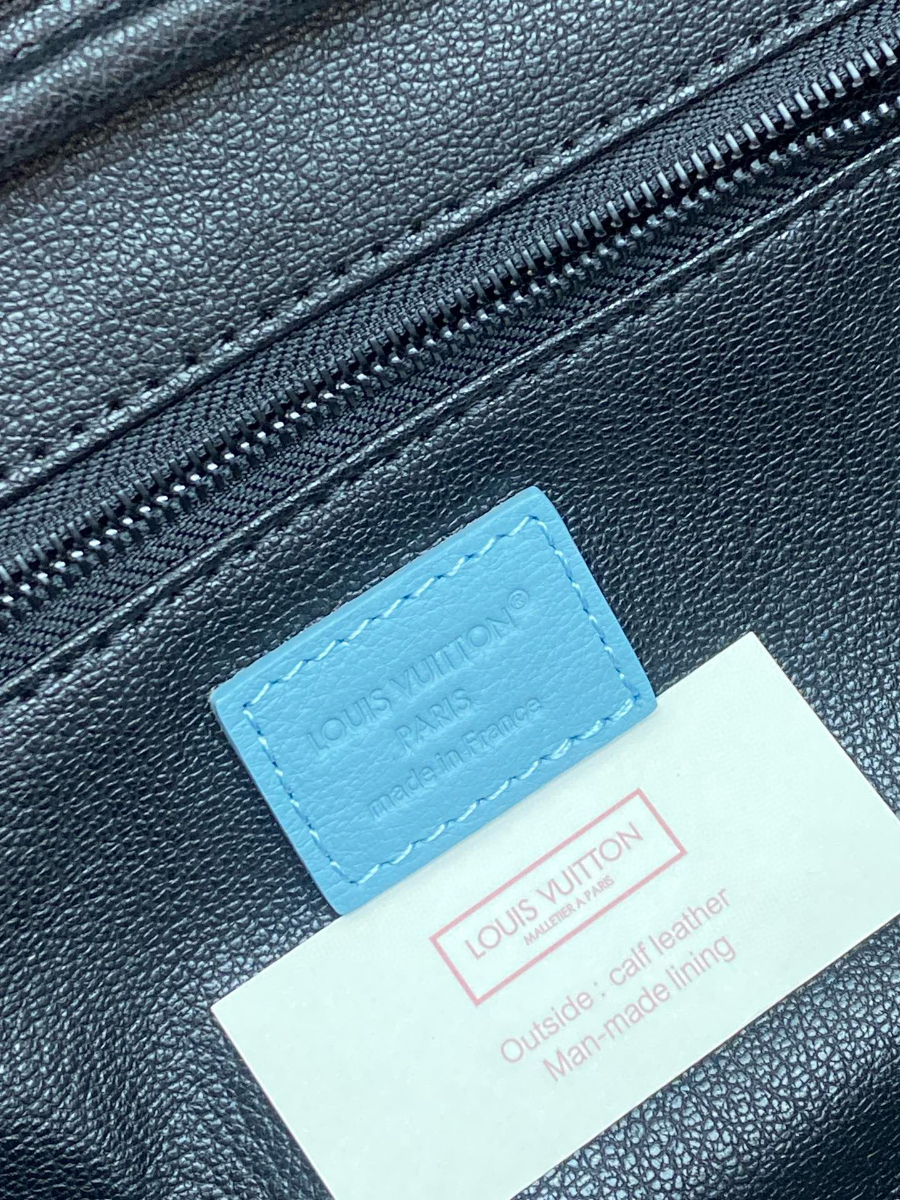 LOUIS VUITTON®
PARIS
made in France
LOUIS VUITTON
MALLETIER A PARIS
Outside : calf leather
Man-made lining